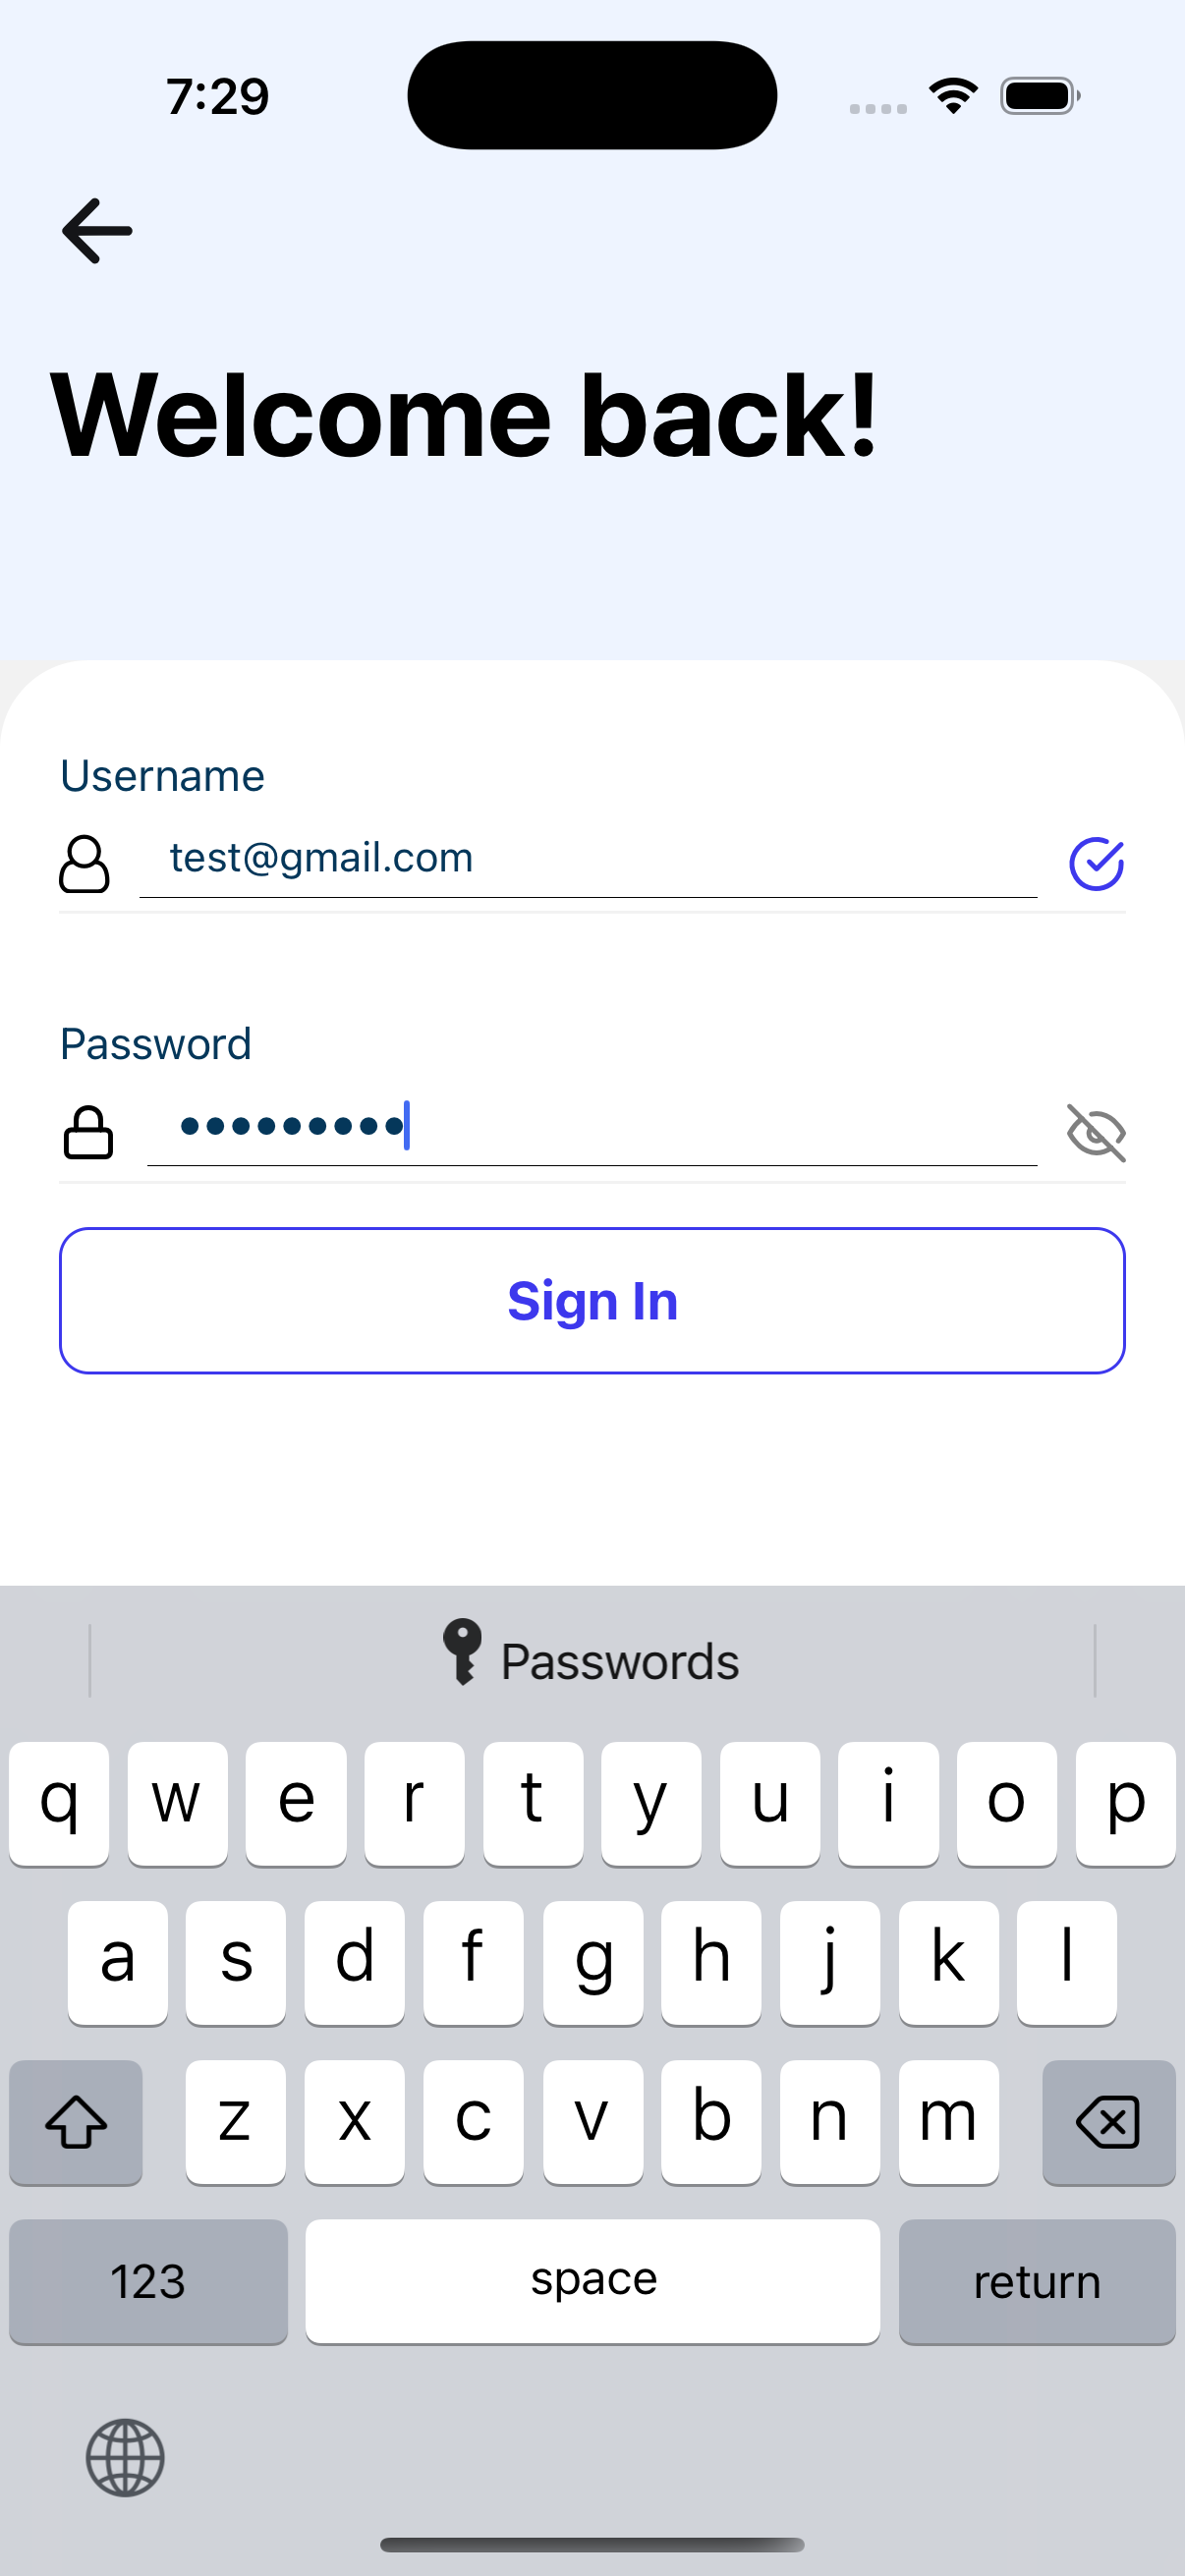 7:29
Welcome back!
Username
test@gmail.com
Password
•••••••••
Sign In
Passwords
q w e r t y u i o p
a s d f g h j k l
z x c v b n m
123 space return